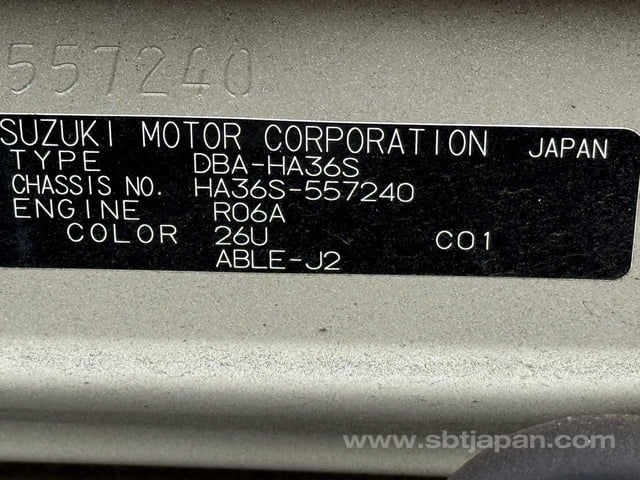 557240
SUZUKI MOTOR CORPORATION JAPAN
TYPE DBA-HA36S
CHASSIS NO. HA36S-557240
ENGINE R06A
COLOR 26U C01
ABLE-J2
www.sbtjapan.com